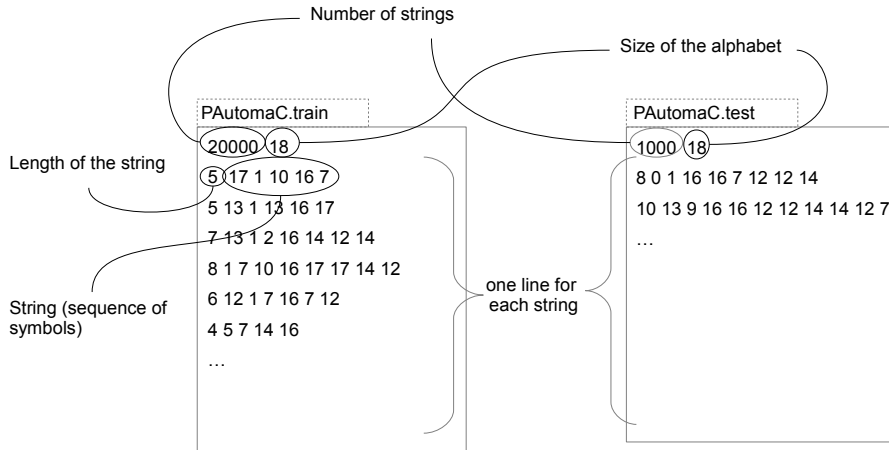 Number of strings
Size of the alphabet
PAutomaC.train
20000 18
5 17 1 10 16 7
5 13 1 13 16 17
7 13 1 2 16 14 12 14
8 1 7 10 16 17 17 14 12
6 12 1 7 16 7 12
4 5 7 14 16
…
Length of the string
String (sequence of
symbols)
one line for
each string
PAutomaC.test
1000 18
8 0 1 16 16 7 12 12 14
10 13 9 16 16 12 12 14 14 12 7
…